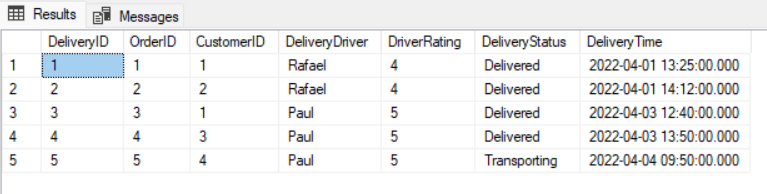 Results Messages
DeliveryID OrderID CustomerID DeliveryDriver DriverRating DeliveryStatus DeliveryTime
1 1 1 1 Rafael 4 Delivered 2022-04-01 13:25:00.000
2 2 2 2 Rafael 4 Delivered 2022-04-01 14:12:00.000
3 3 3 1 Paul 5 Delivered 2022-04-03 12:40:00.000
4 4 4 3 Paul 5 Delivered 2022-04-03 13:50:00.000
5 5 5 4 Paul 5 Transporting 2022-04-04 09:50:00.000